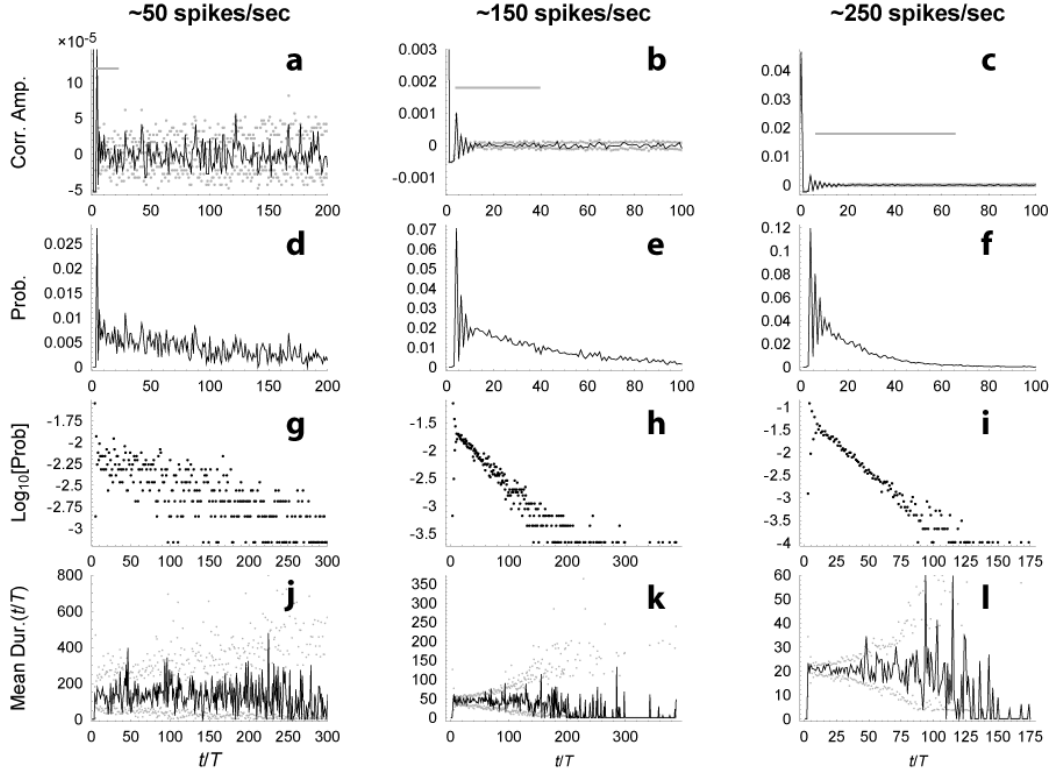 ~50 spikes/sec ~150 spikes/sec ~250 spikes/sec
×10-5
a b c
Corr. Amp.
10 5 0 -5
0 50 100 150 200
0.003 0.002 0.001 0 -0.001
0 20 40 60 80 100
0.04 0.03 0.02 0.01 0
0 20 40 60 80 100
d e f
Prob.
0.025 0.02 0.015 0.01 0.005 0
0 50 100 150 200
0.07 0.06 0.05 0.04 0.03 0.02 0.01 0
0 20 40 60 80 100
0.12 0.10 0.08 0.06 0.04 0.02 0
0 20 40 60 80 100
g h i
Log10[Prob]
-1.75 -2 -2.25 -2.5 -2.75 -3
0 50 100 150 200 250 300
-1.5 -2 -2.5 -3 -3.5
0 100 200 300
-1 -1.5 -2 -2.5 -3 -3.5 -4
0 25 50 75 100 125 150 175
j k l
Mean Dur.(t/T)
800 600 400 200 0
0 50 100 150 200 250 300
350 300 250 200 150 100 50 0
0 100 200 300
60 50 40 30 20 10 0
0 25 50 75 100 125 150 175
t/T t/T t/T